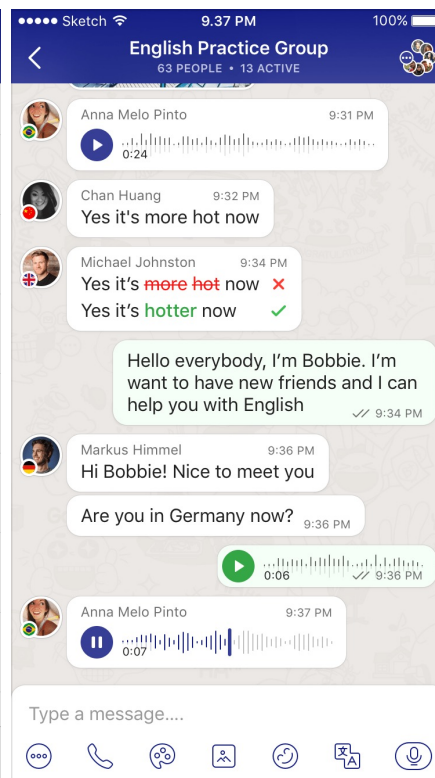 Sketch 9.37 PM 100%
English Practice Group
63 PEOPLE • 13 ACTIVE
Anna Melo Pinto 9:31 PM
0:24
Chan Huang 9:32 PM
Yes it's more hot now
Michael Johnston 9:34 PM
Yes it's more hot now
Yes it's hotter now
Hello everybody, I'm Bobbie. I'm
want to have new friends and I can
help you with English
9:34 PM
Markus Himmel 9:36 PM
Hi Bobbie! Nice to meet you
Are you in Germany now? 9:36 PM
0:06 9:36 PM
Anna Melo Pinto 9:37 PM
0:07
Type a message....
文 A